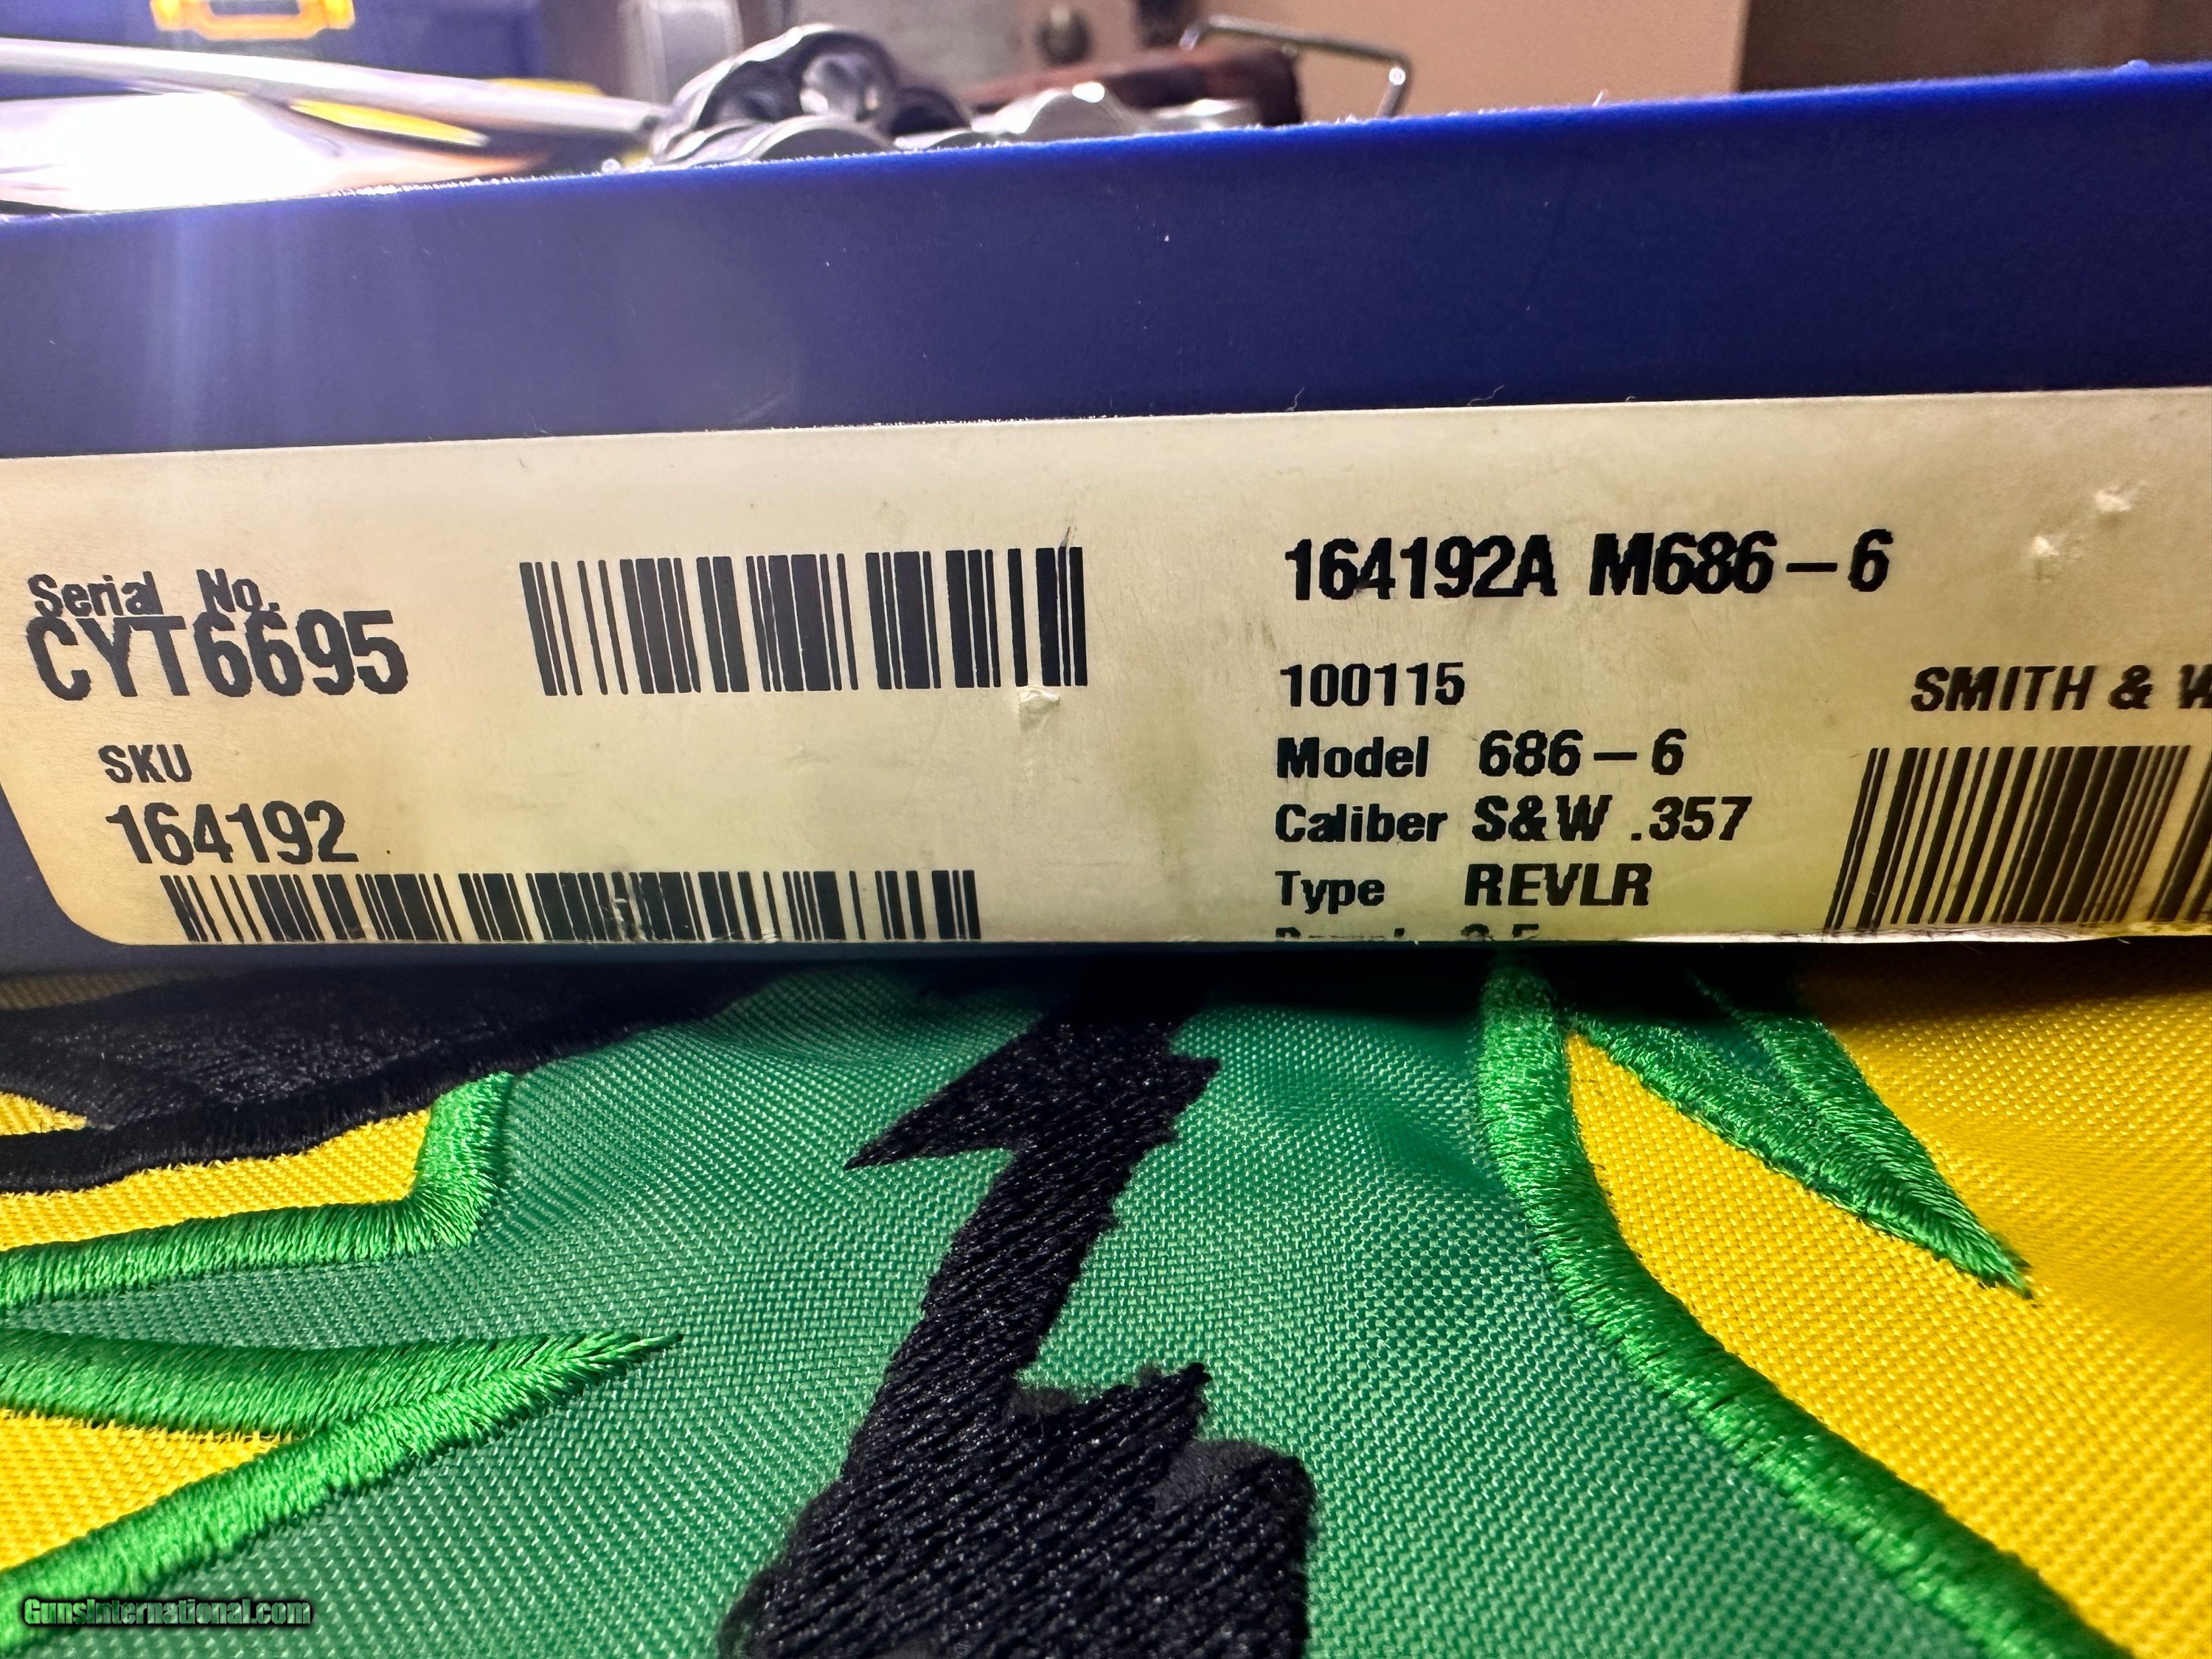 Serial No.
CYT6695
SKU
164192
164192A M686-6
100115
Model 686-6
Caliber S&W .357
Type REVLR
SMITH &
GunsInternational.com